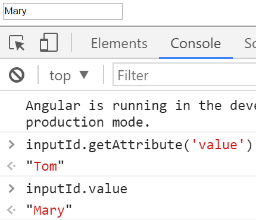 Mary
Elements Console Sources
top Filter
Angular is running in the deve
production mode.
> inputId.getAttribute('value')
< "Tom"
> inputId.value
< "Mary"